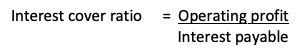 Interest cover ratio = Operating profit
Interest payable